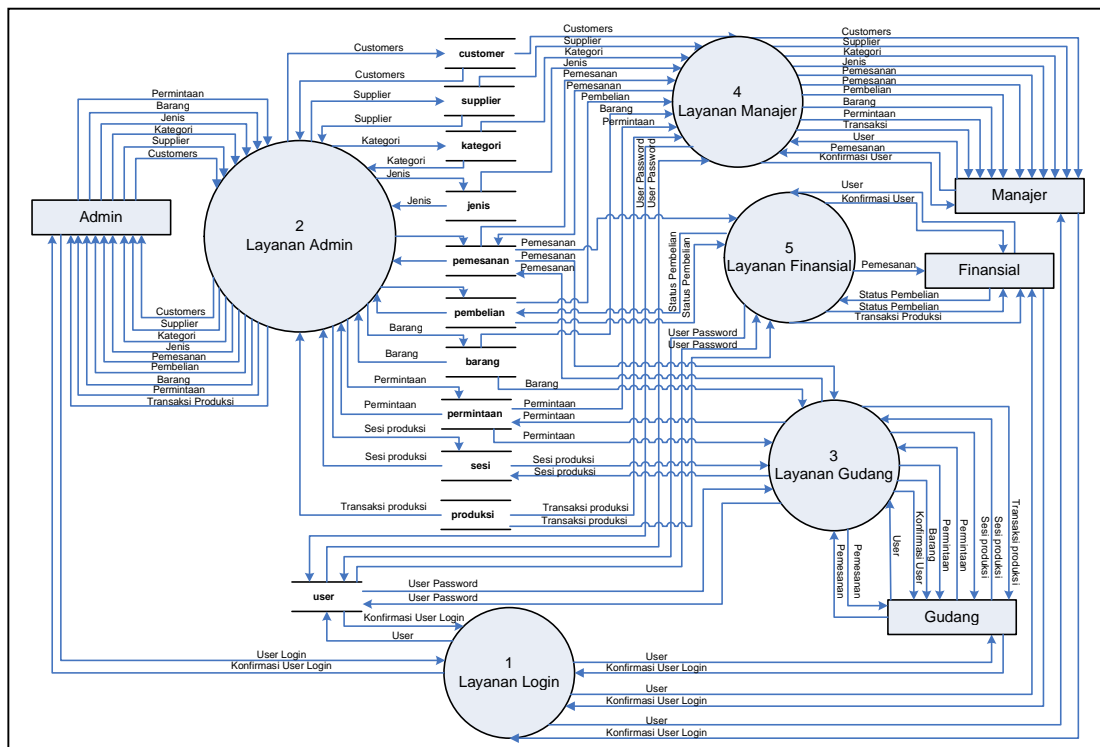 Customers
Supplier
Kategori
Jenis
Pemesanan
Pemesanan
Pembelian
Barang
Permintaan
Customers
Supplier
Kategori
Jenis
Pemesanan
Pemesanan
Pembelian
Barang
Permintaan
Transaksi
User
Pemesanan
Konfirmasi User
4
Layanan Manajer
Manajer
Customers
customer
Customers
Supplier
supplier
Supplier
Kategori
kategori
Kategori
Jenis
Jenis
jenis
Permintaan
Barang
Jenis
Kategori
Supplier
Customers
Admin
2
Layanan Admin
User Password
User Password
User
Konfirmasi User
5
Layanan Finansial
Pemesanan
Finansial
Status Pembelian
Status Pembelian
Transaksi Produksi
pemesanan
Pemesanan
Pemesanan
Pemesanan
Status Pembelian
Status Pembelian
pembelian
Barang
Barang
barang
Barang
User Password
User Password
Customers
Supplier
Kategori
Jenis
Pemesanan
Pembelian
Barang
Permintaan
Transaksi Produksi
Permintaan
Permintaan
permintaan
Permintaan
Permintaan
Permintaan
Sesi produksi
Sesi produksi
sesi
Sesi produksi
Sesi produksi
Transaksi produksi
produksi
Transaksi produksi
Transaksi produksi
3
Layanan Gudang
Pemesanan
Pemesanan
User
Konfirmasi User
Barang
Permintaan
Permintaan
Sesi produksi
Sesi produksi
Transaksi produksi
Gudang
user
User Password
User Password
Konfirmasi User Login
User
User Login
Konfirmasi User Login
1
Layanan Login
User
Konfirmasi User Login
User
Konfirmasi User Login
User
Konfirmasi User Login